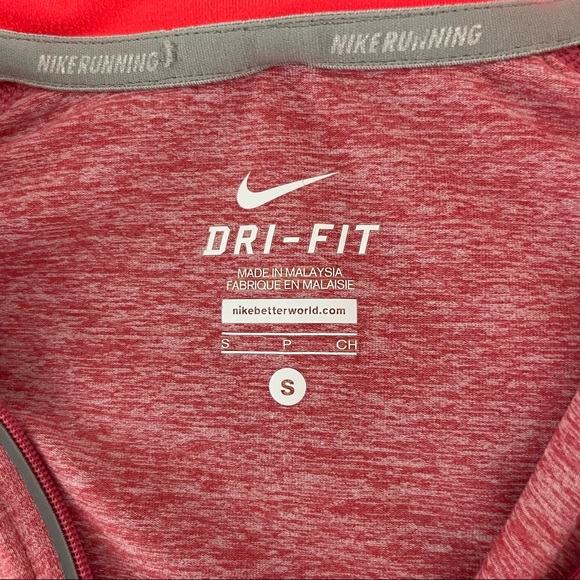 NIKERUNNING
NIKERUNNING
DRI-FIT
MADE IN MALAYSIA
FABRIQUE EN MALAISIE
nikebetterworld.com
S P CH
S